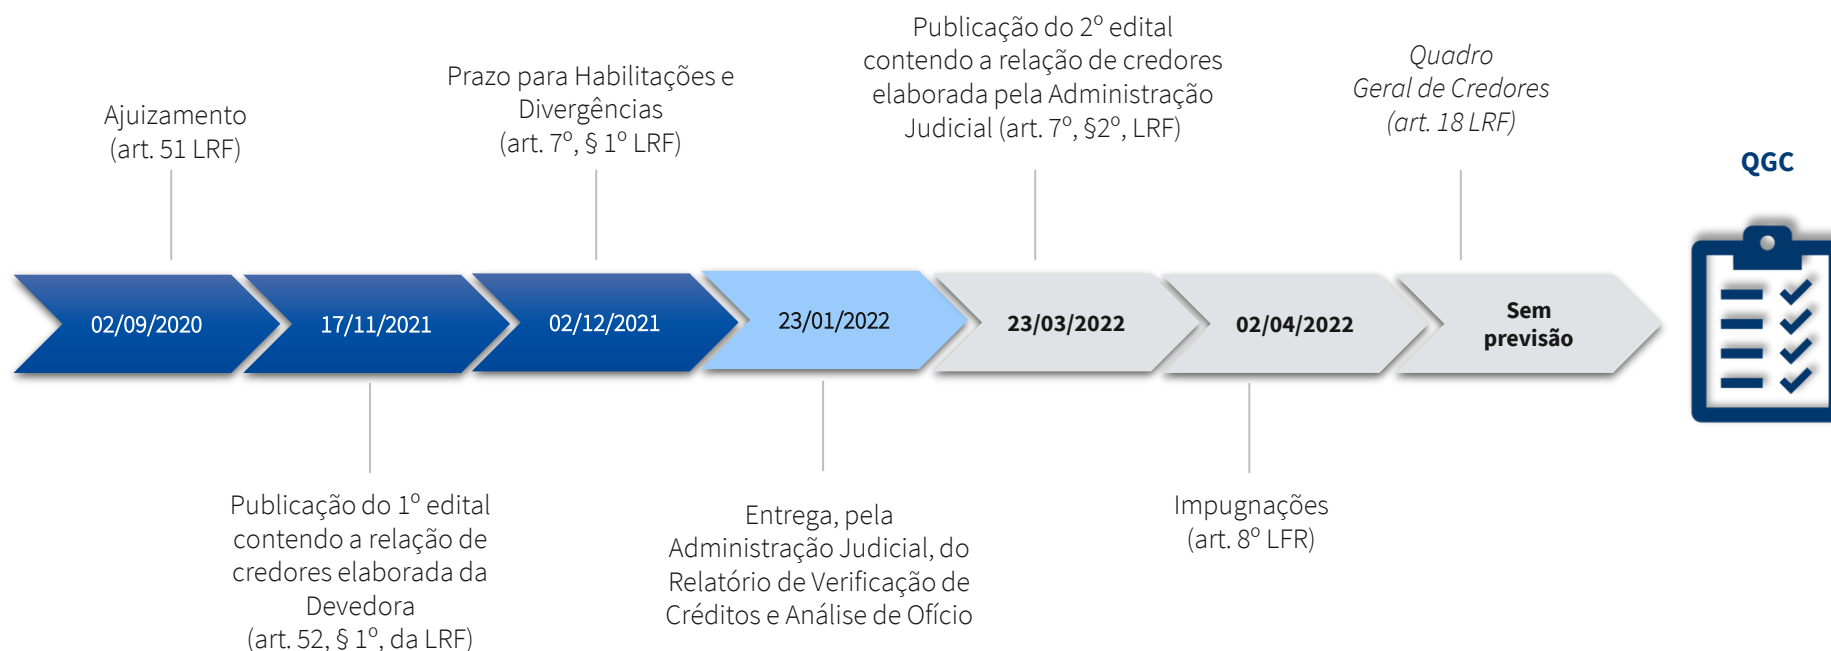 Ajuizamento
(art. 51 LRF)
Prazo para Habilitações e
Divergências
(art. 7º, § 1º LRF)
Publicação do 2º edital
contendo a relação de credores
elaborada pela Administração
Judicial (art. 7º, §2º, LRF)
Quadro
Geral de Credores
(art. 18 LRF)
QGC
02/09/2020
17/11/2021
02/12/2021
23/01/2022
23/03/2022
02/04/2022
Sem
previsão
Publicação do 1º edital
contendo a relação de
credores elaborada da
Devedora
(art. 52, § 1º, da LRF)
Entrega, pela
Administração Judicial, do
Relatório de Verificação de
Créditos e Análise de Ofício
Impugnações
(art. 8º LFR)